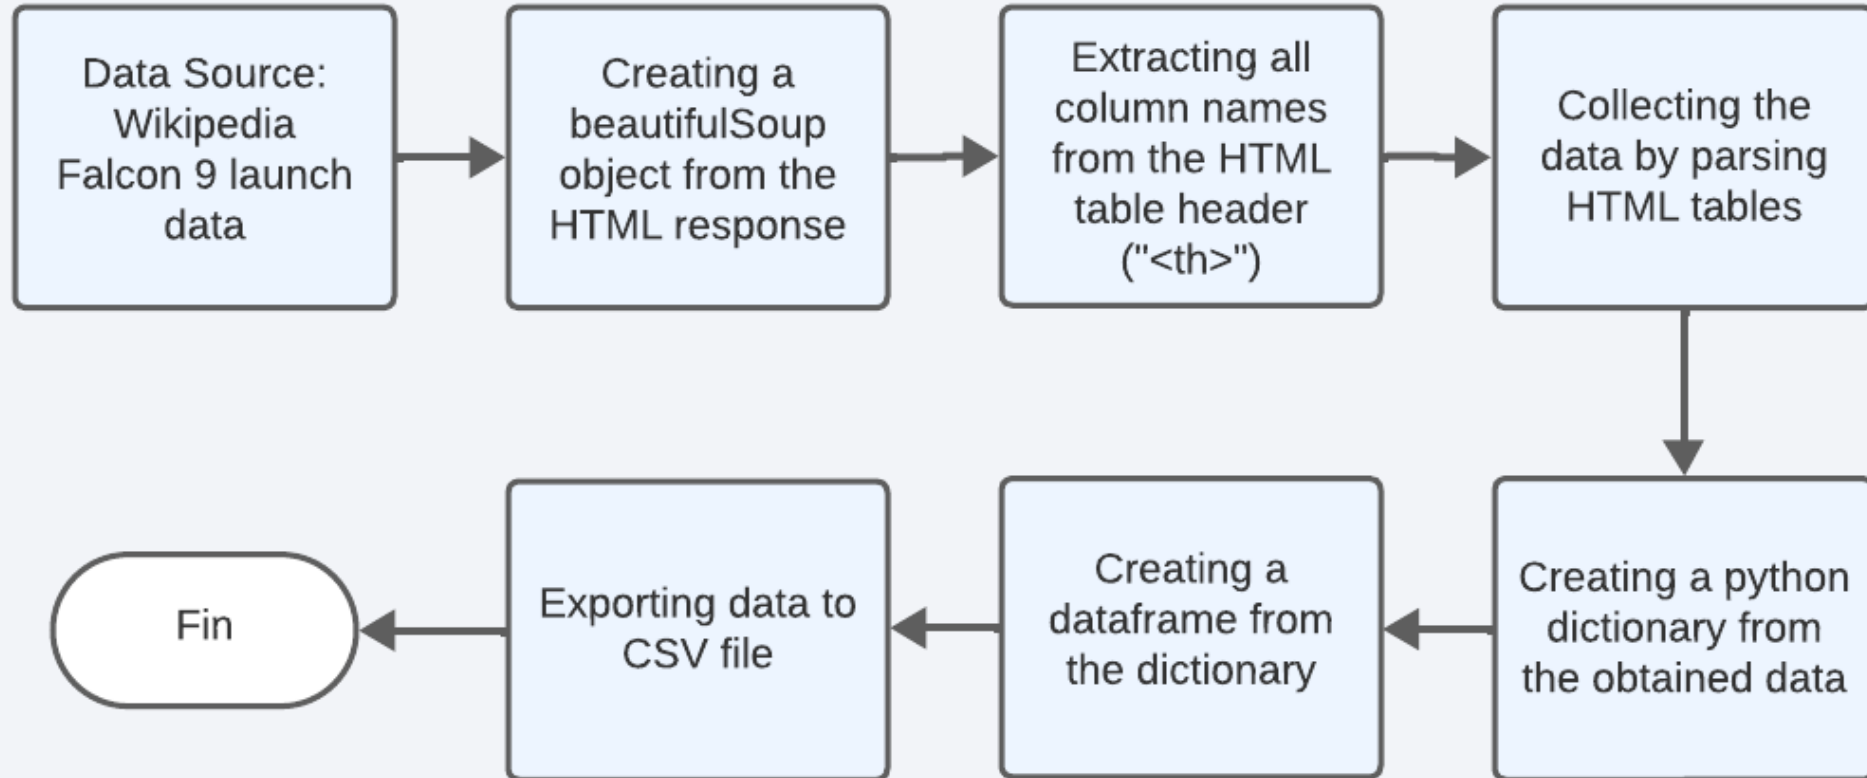 Data Source:
Wikipedia
Falcon 9 launch
data
Creating a
beautifulSoup
object from the
HTML response
Extracting all
column names
from the HTML
table header
("<th>")
Collecting the
data by parsing
HTML tables
Creating a python
dictionary from
the obtained data
Creating a
dataframe from
the dictionary
Exporting data to
CSV file
Fin